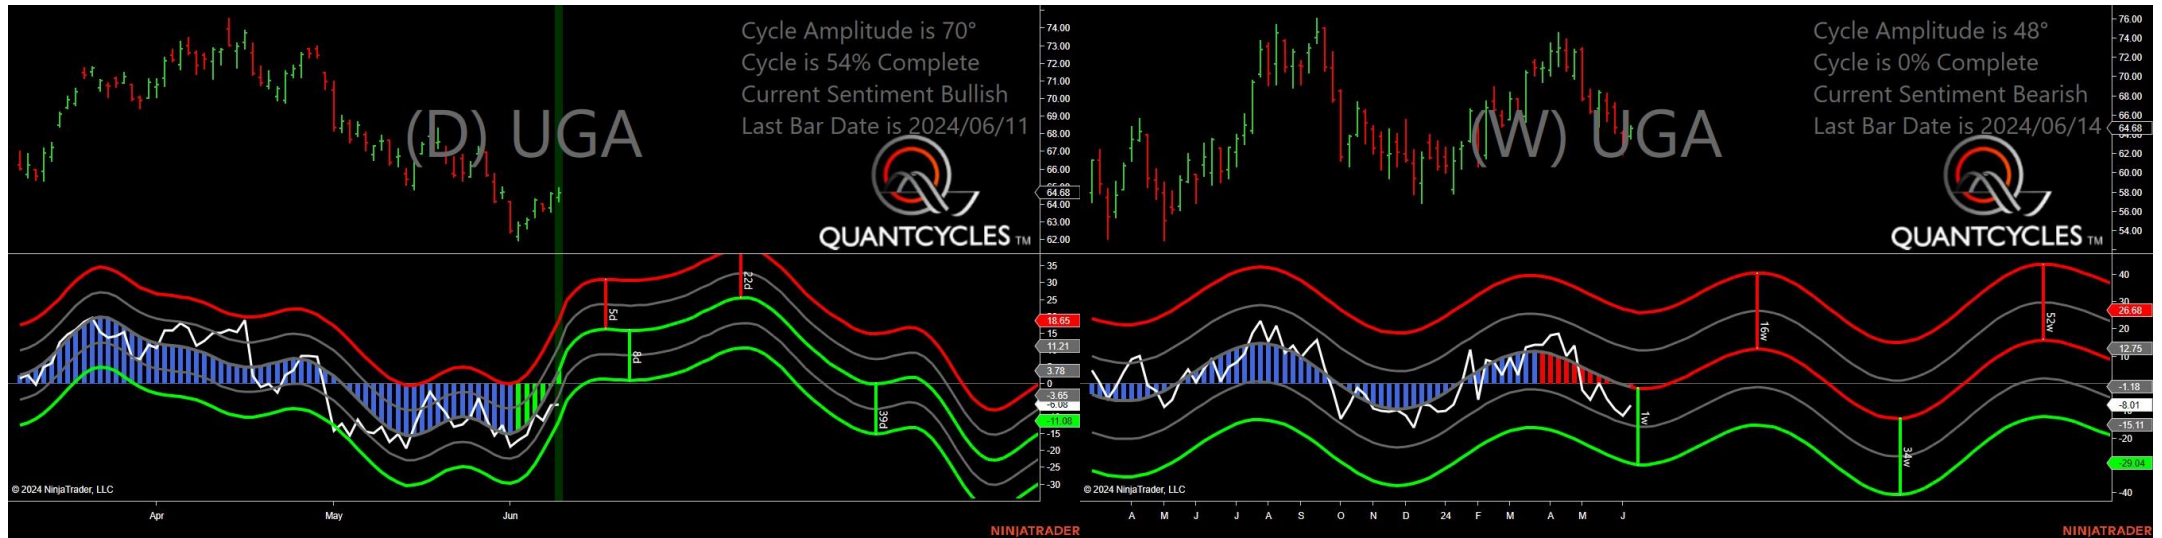 Cycle Amplitude is 70°
Cycle is 54% Complete
Current Sentiment Bullish
Last Bar Date is 2024/06/11
(D) UGA
QUANTCYCLES TM
74.00
73.00
72.00
71.00
70.00
69.00
68.00
67.00
66.00
64.68
64.00
63.00
62.00
35
30
25
18.65
15
11.21
3.78
0
-3.65
-6.08
-11.08
-15
-20
-25
-30
5d
8d
22d
39d
© 2024 NinjaTrader, LLC
Apr
May
Jun
NINJATRADER
Cycle Amplitude is 48°
Cycle is 0% Complete
Current Sentiment Bearish
Last Bar Date is 2024/06/14
(W) UGA
QUANTCYCLES TM
76.00
74.00
72.00
70.00
68.00
66.00
64.68
62.00
60.00
58.00
56.00
54.00
40
30
26.68
20
12.75
10
-1.18
-8.01
-15.11
-20
-29.04
-40
1w
16w
34w
52w
© 2024 NinjaTrader, LLC
A
M
J
J
A
S
O
N
D
24
F
M
A
M
J
NINJATRADER